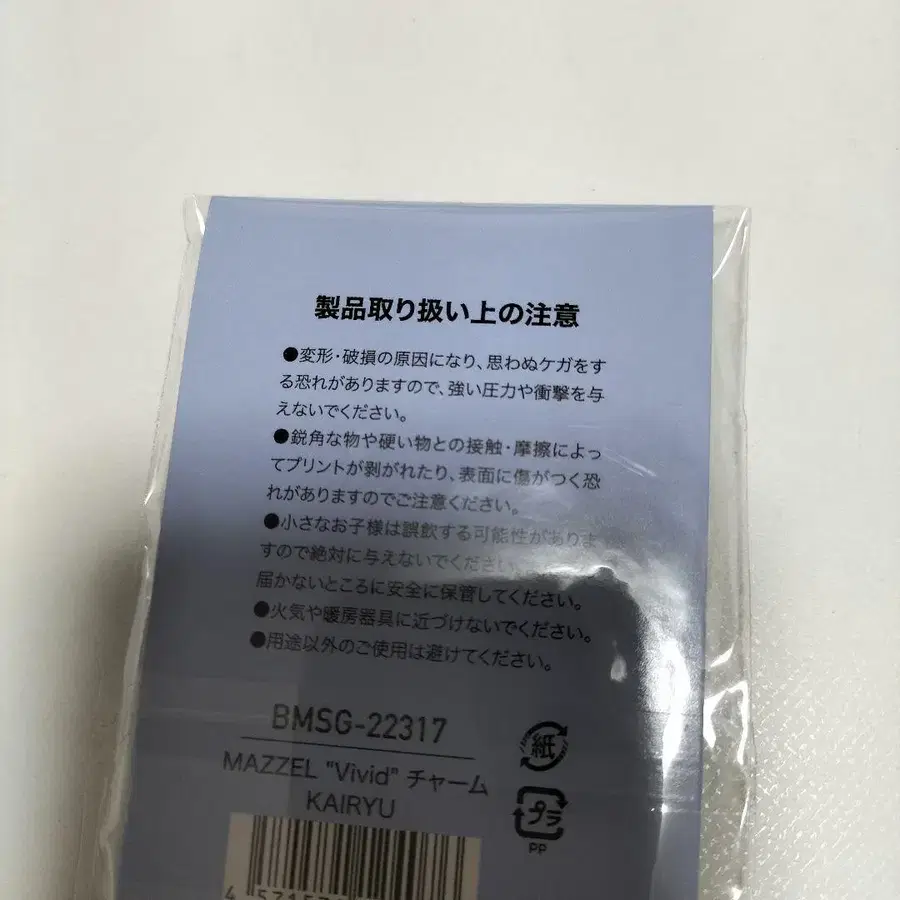 製品取り扱い上の注意
●変形・破損の原因になり、思わぬケガをす
る恐れがありますので、強い圧力や衝撃を与
えないでください。
●鋭角な物や硬い物との接触・摩擦によっ
てプリントが剥がれたり、表面に傷がつく恐
れがありますのでご注意ください。
●小さなお子様は誤飲する可能性がありま
すので絶対に与えないでください。
届かないところに安全に保管してください。
●火気や暖房器具に近づけないでください。
●用途以外のご使用は避けてください。
BMSG-22317
MAZZEL "Vivid" チャーム
KAIRYU
紙
プラ
PP